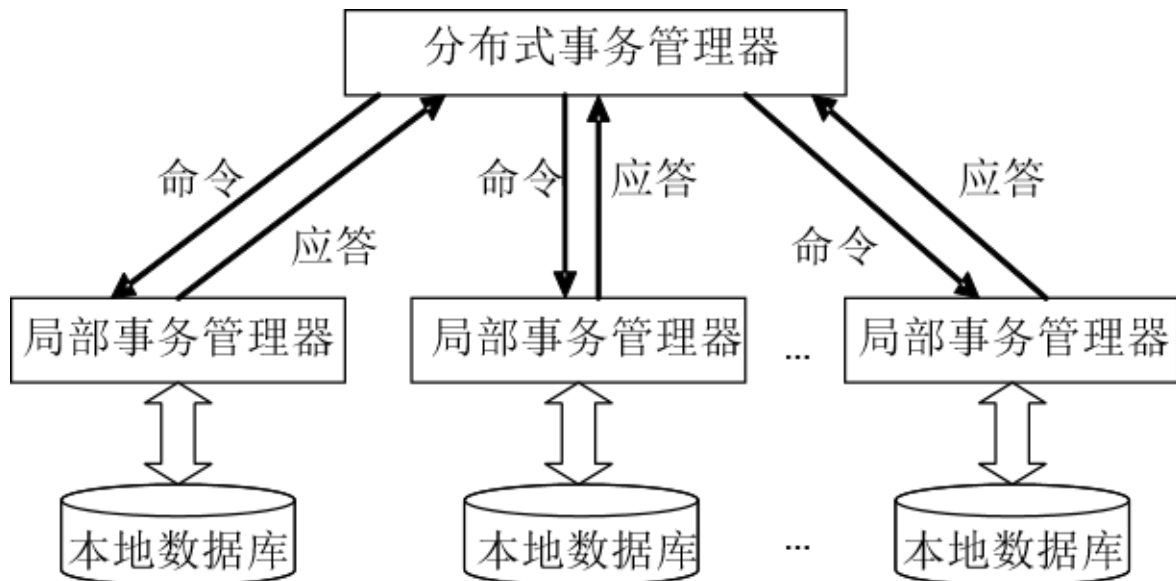 分布式事务管理器
命令
应答
命令
应答
命令
应答
局部事务管理器
局部事务管理器
...
局部事务管理器
本地数据库
本地数据库
...
本地数据库